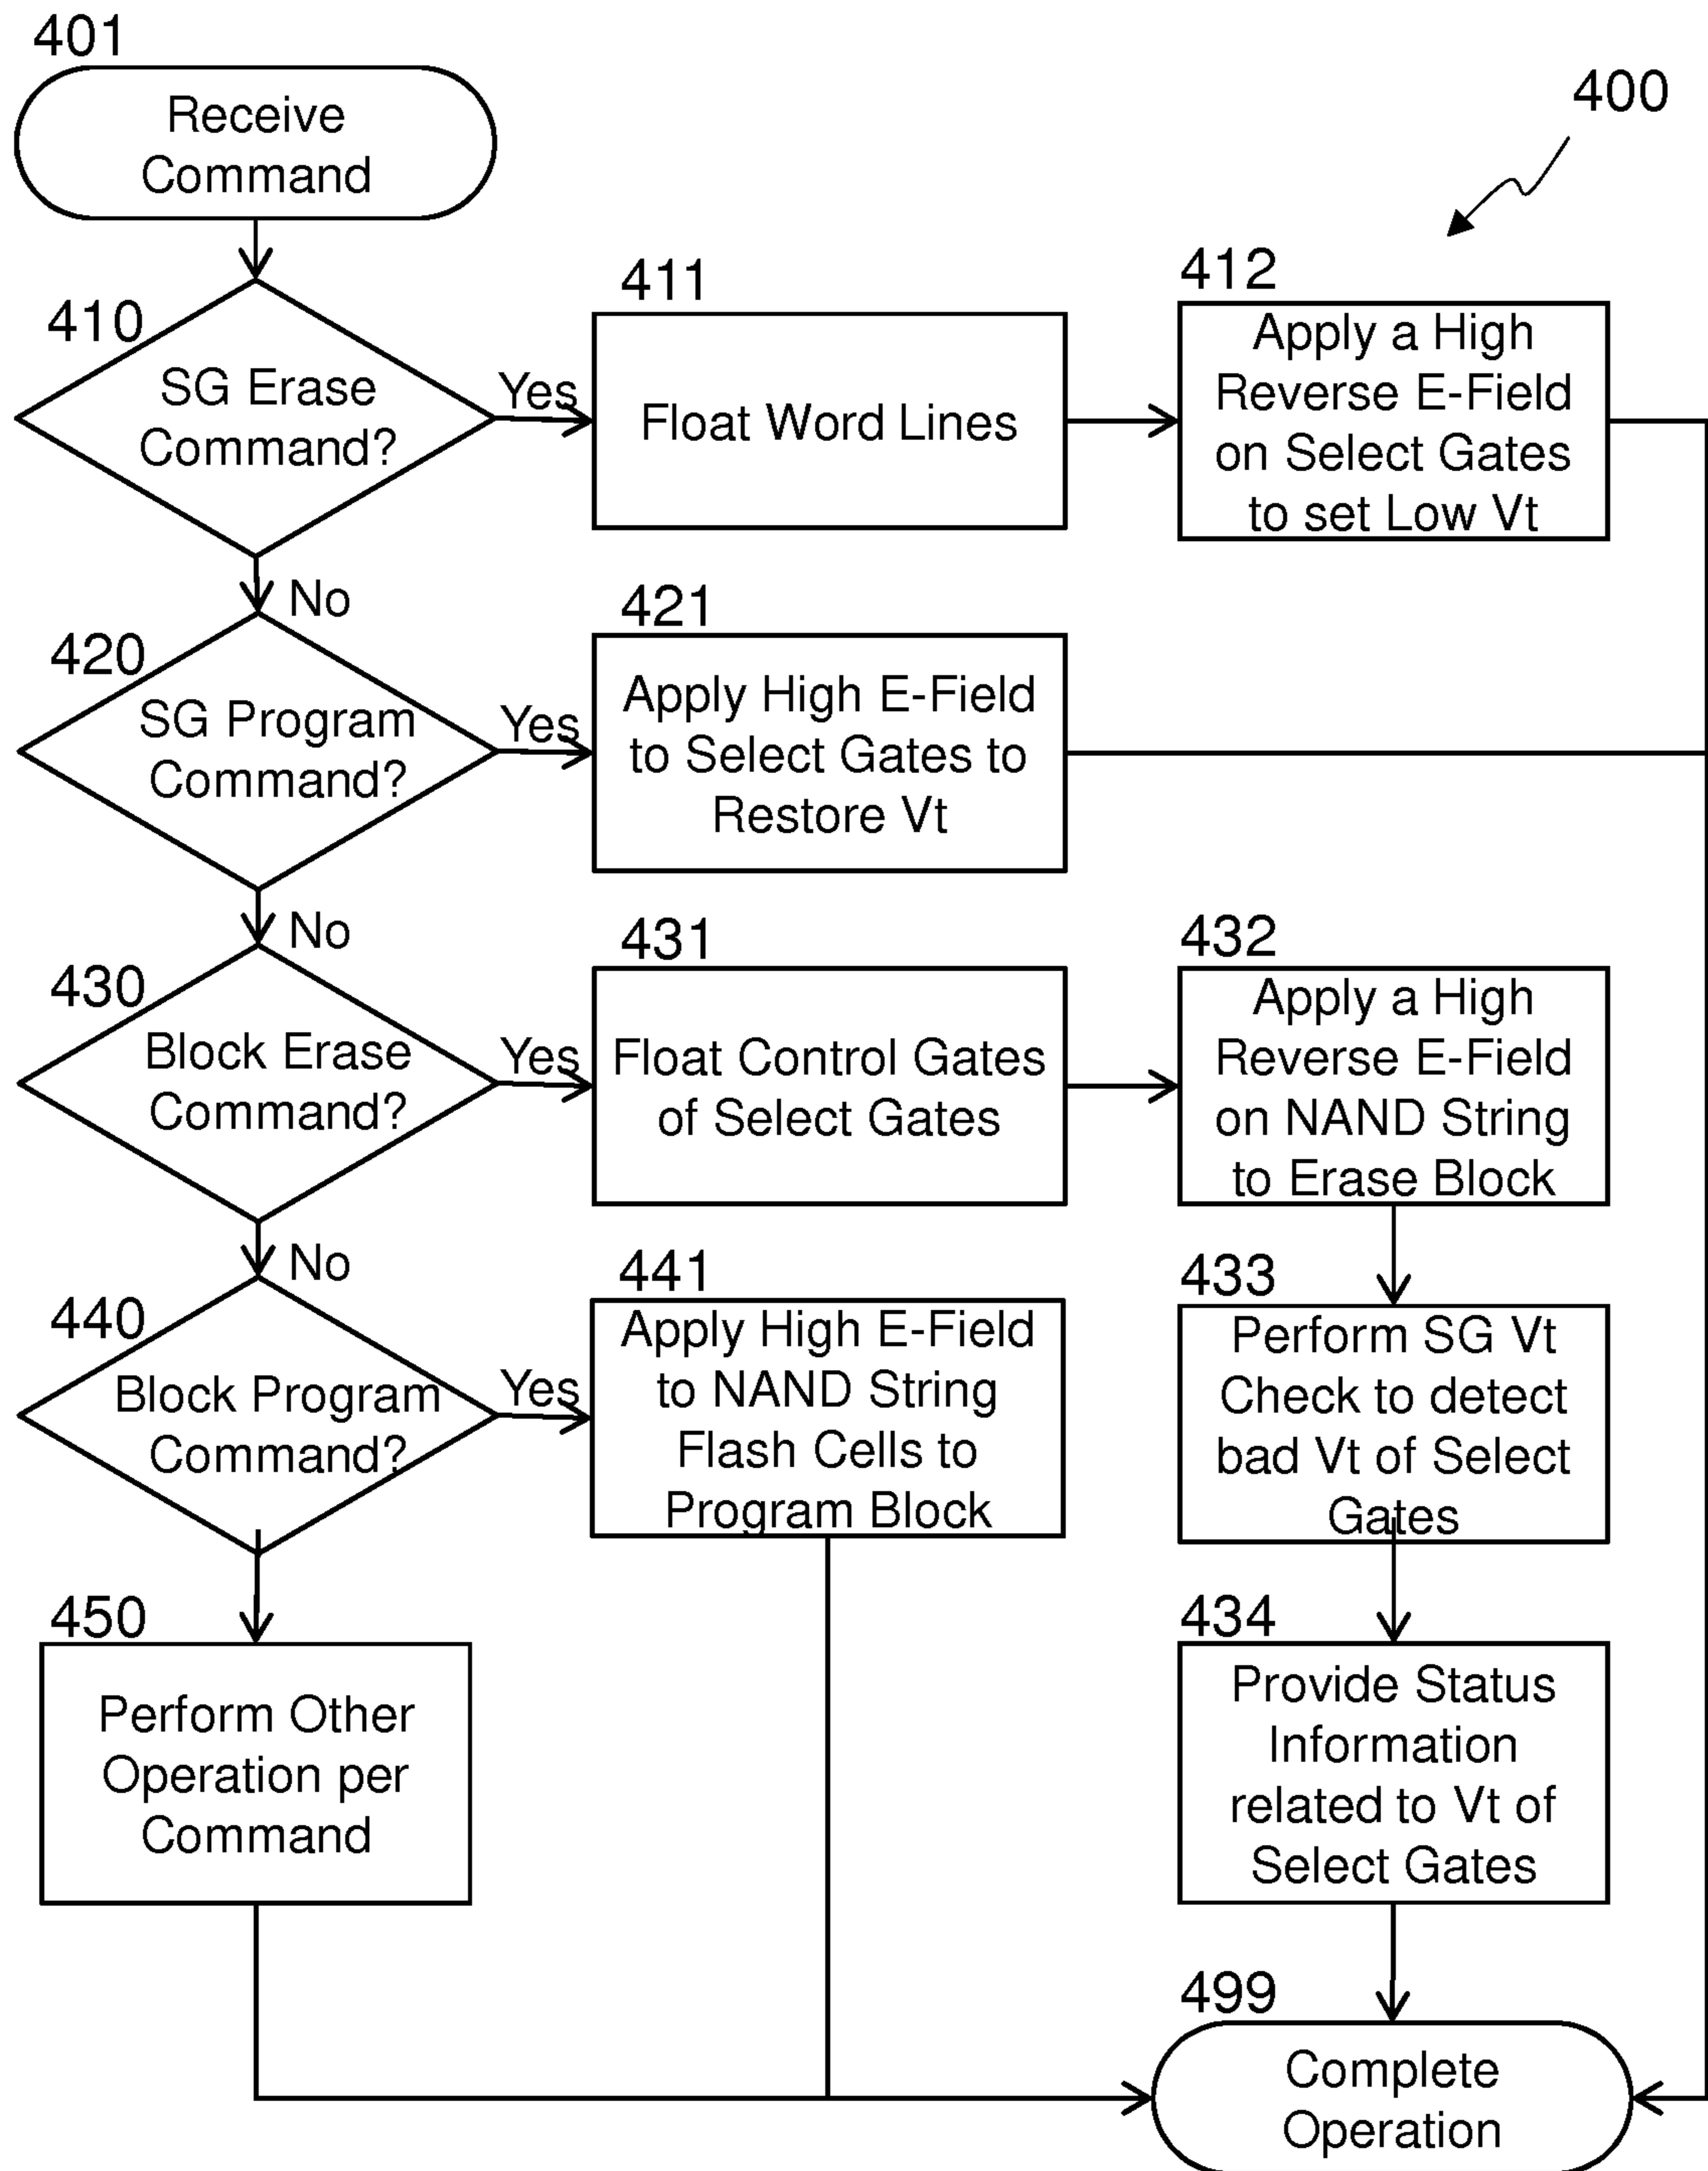 401
Receive
Command
400
410
SG Erase
Command?
Yes
411
Float Word Lines
412
Apply a High
Reverse E-Field
on Select Gates
to set Low Vt
No
420
SG Program
Command?
Yes
421
Apply High E-Field
to Select Gates to
Restore Vt
No
430
Block Erase
Command?
Yes
431
Float Control Gates
of Select Gates
432
Apply a High
Reverse E-Field
on NAND String
to Erase Block
No
440
Block Program
Command?
Yes
441
Apply High E-Field
to NAND String
Flash Cells to
Program Block
433
Perform SG Vt
Check to detect
bad Vt of Select
Gates
450
Perform Other
Operation per
Command
434
Provide Status
Information
related to Vt of
Select Gates
499
Complete
Operation